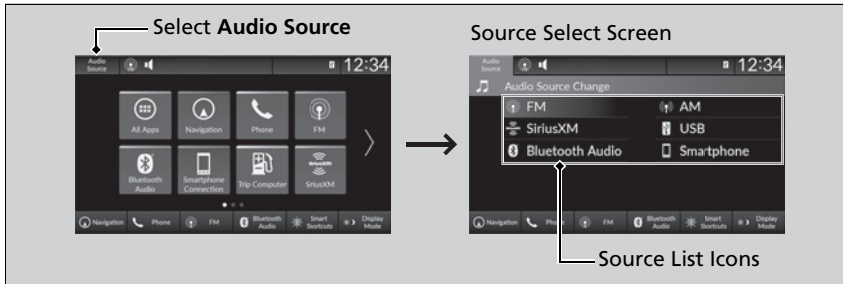 Select Audio Source
Source Select Screen
Audio Source
12:34
All Apps
Navigation
Phone
FM
Bluetooth Audio
Smartphone Connection
Trip Computer
SiriusXM
Navigation
Phone
FM
Bluetooth Audio
Smart Shortcuts
Display Mode
Audio Source
12:34
Audio Source Change
FM
AM
SiriusXM
USB
Bluetooth Audio
Smartphone
Navigation
Phone
FM
Bluetooth Audio
Smart Shortcuts
Display Mode
Source List Icons